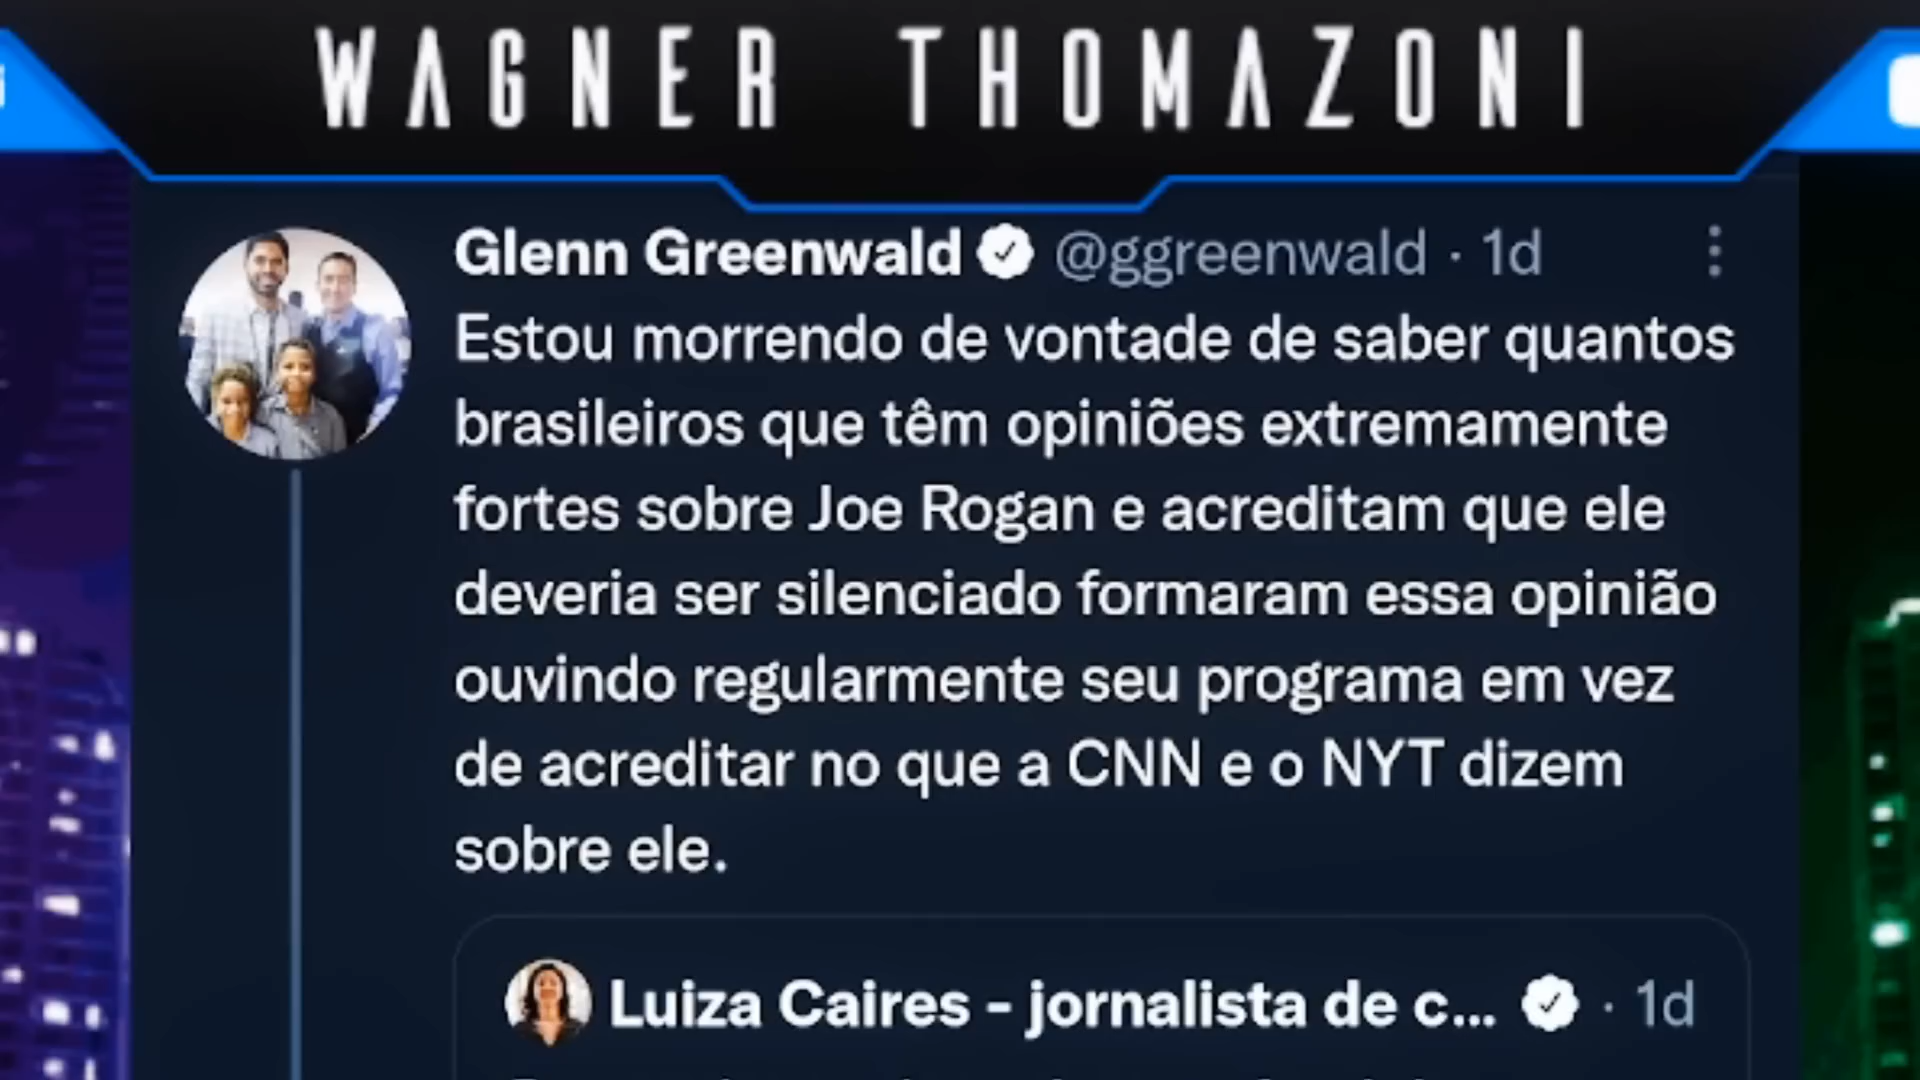 WAGNER THOMAZONI
Glenn Greenwald @ggreenwald · 1d
Estou morrendo de vontade de saber quantos
brasileiros que têm opiniões extremamente
fortes sobre Joe Rogan e acreditam que ele
deveria ser silenciado formaram essa opinião
ouvindo regularmente seu programa em vez
de acreditar no que a CNN e o NYT dizem
sobre ele.
Luiza Caires - jornalista de c... · 1d